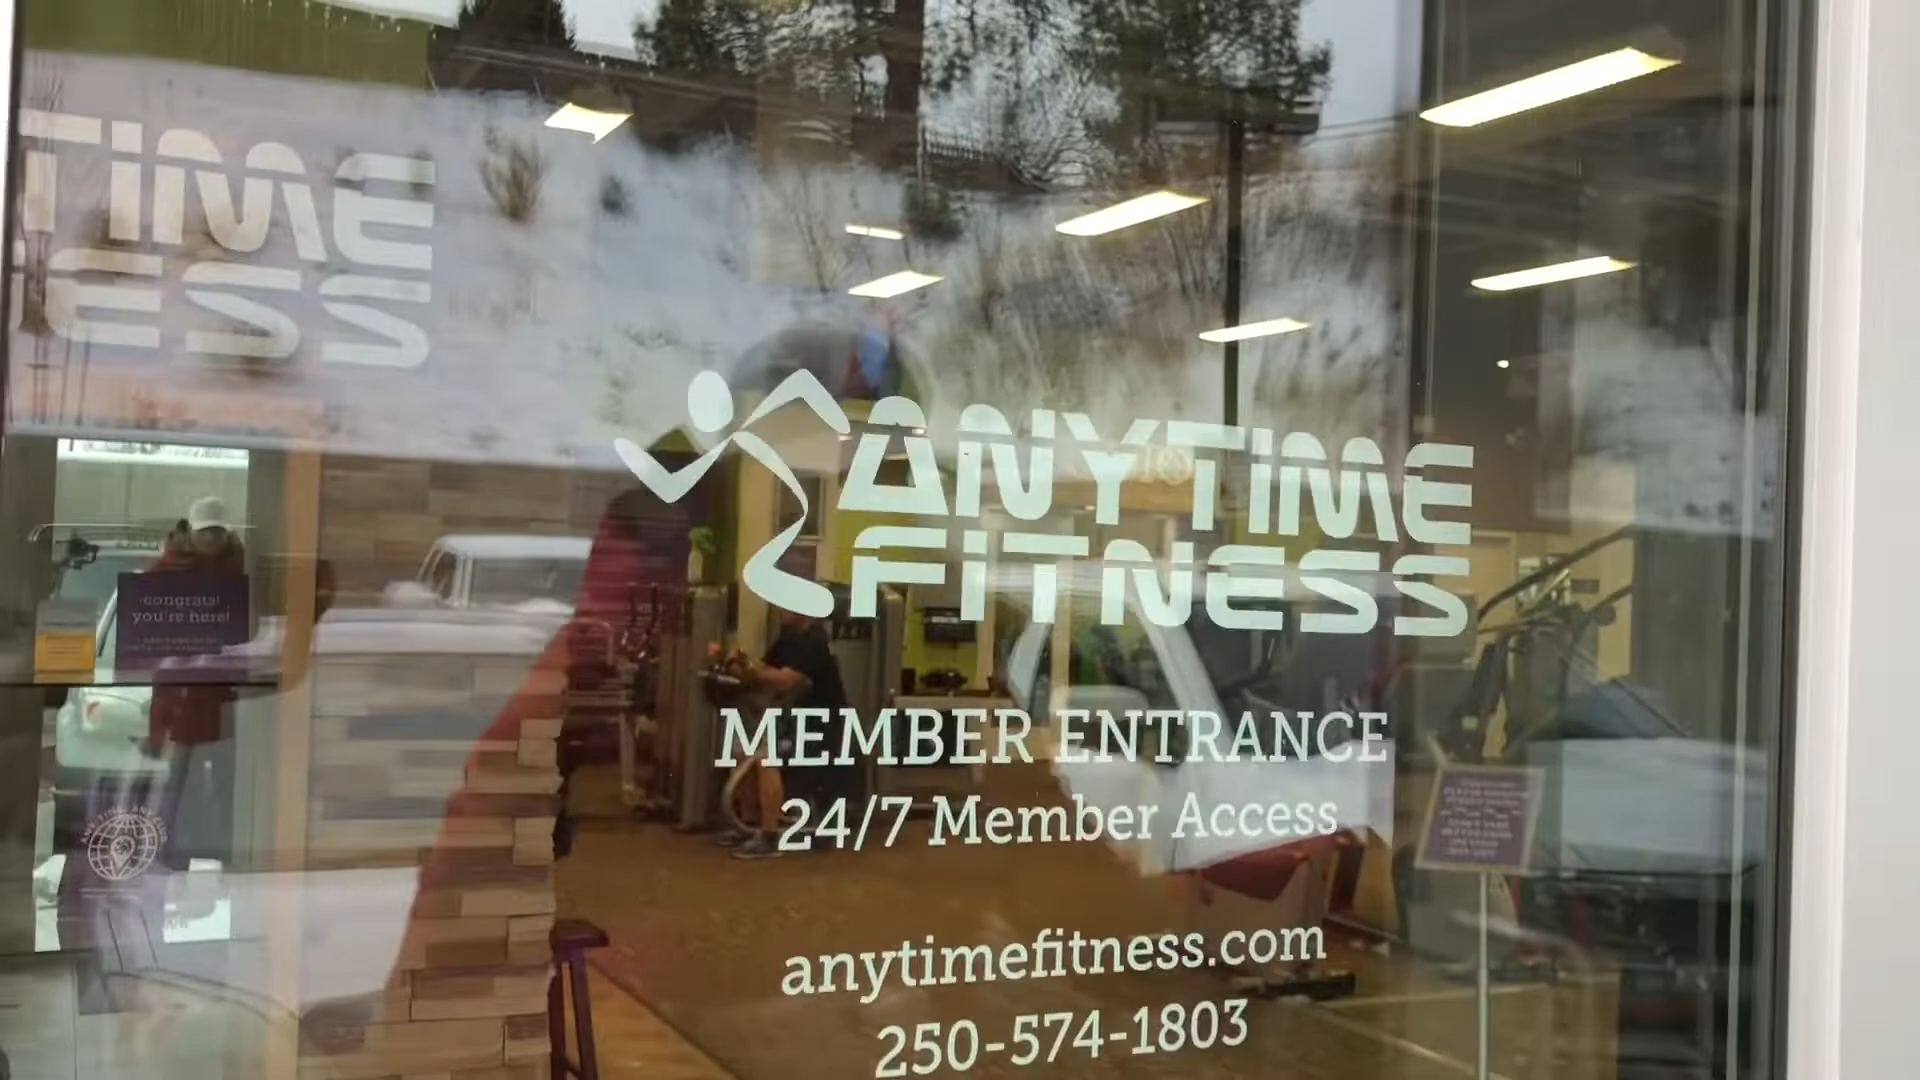 TIME
ESS
ANYTIME
FITNESS
congrats!
you're here!
MEMBER ENTRANCE
24/7 Member Access
anytimefitness.com
250-574-1803